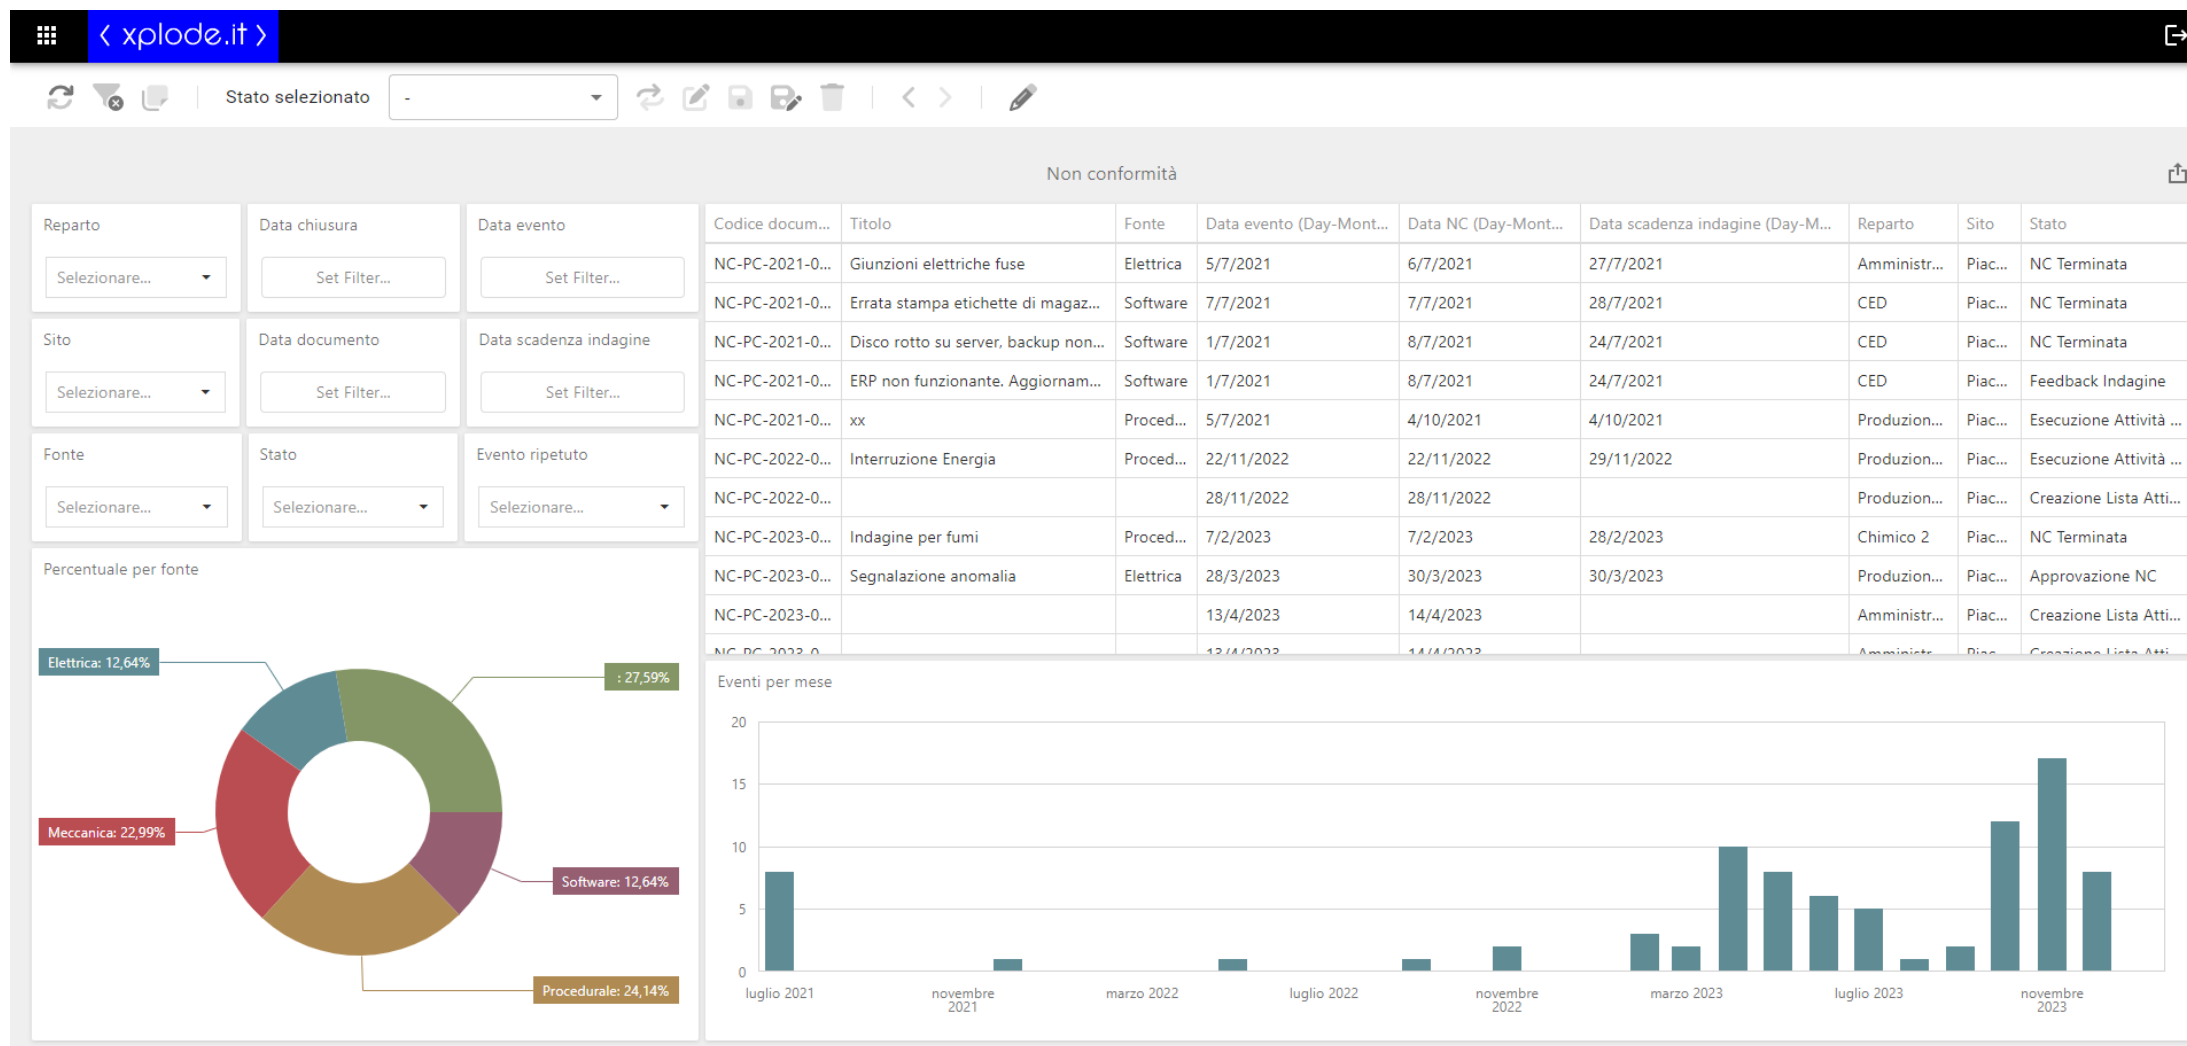 < xplode.it >
Stato selezionato -
Non conformità
Reparto Data chiusura Data evento
Selezionare... Set Filter... Set Filter...
Sito Data documento Data scadenza indagine
Selezionare... Set Filter... Set Filter...
Fonte Stato Evento ripetuto
Selezionare... Selezionare... Selezionare...
Codice docum... Titolo Fonte Data evento (Day-Mont... Data NC (Day-Mont... Data scadenza indagine (Day-M... Reparto Sito Stato
NC-PC-2021-0... Giunzioni elettriche fuse Elettrica 5/7/2021 6/7/2021 27/7/2021 Amministr... Piac... NC Terminata
NC-PC-2021-0... Errata stampa etichette di magaz... Software 7/7/2021 7/7/2021 28/7/2021 CED Piac... NC Terminata
NC-PC-2021-0... Disco rotto su server, backup non... Software 1/7/2021 8/7/2021 24/7/2021 CED Piac... NC Terminata
NC-PC-2021-0... ERP non funzionante. Aggiornam... Software 1/7/2021 8/7/2021 24/7/2021 CED Piac... Feedback Indagine
NC-PC-2021-0... xx Proced... 5/7/2021 4/10/2021 4/10/2021 Produzion... Piac... Esecuzione Attività ...
NC-PC-2022-0... Interruzione Energia Proced... 22/11/2022 22/11/2022 29/11/2022 Produzion... Piac... Esecuzione Attività ...
NC-PC-2022-0... 28/11/2022 28/11/2022 Produzion... Piac... Creazione Lista Atti...
NC-PC-2023-0... Indagine per fumi Proced... 7/2/2023 7/2/2023 28/2/2023 Chimico 2 Piac... NC Terminata
NC-PC-2023-0... Segnalazione anomalia Elettrica 28/3/2023 30/3/2023 30/3/2023 Produzion... Piac... Approvazione NC
NC-PC-2023-0... 13/4/2023 14/4/2023 Amministr... Piac... Creazione Lista Atti...
NC-PC-2023-0... 13/4/2023 14/4/2023 Amministr... Piac... Creazione Lista Atti...
Percentuale per fonte
Elettrica: 12,64%
: 27,59%
Meccanica: 22,99%
Software: 12,64%
Procedurale: 24,14%
Eventi per mese
20
15
10
5
0
luglio 2021 novembre marzo 2022 luglio 2022 novembre marzo 2023 luglio 2023 novembre
2021 2022 2023